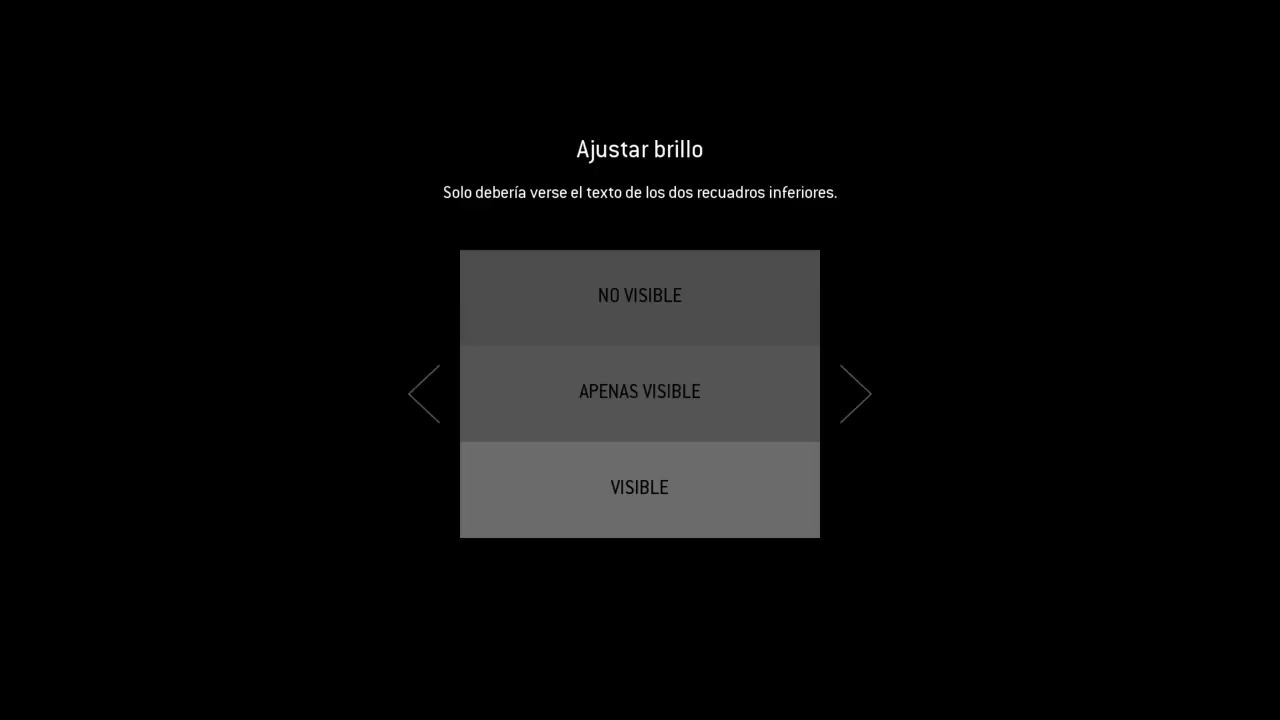 Ajustar brillo
Solo debería verse el texto de los dos recuadros inferiores.
NO VISIBLE
APENAS VISIBLE
VISIBLE